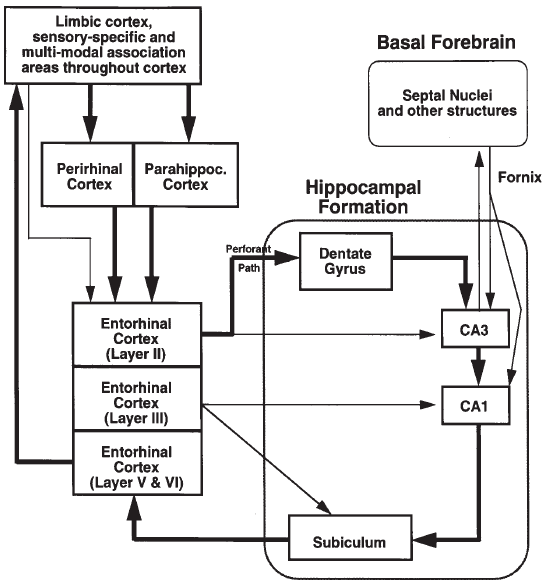 Limbic cortex,
sensory-specific and
multi-modal association
areas throughout cortex
Basal Forebrain
Septal Nuclei
and other structures
Fornix
Perirhinal
Cortex
Parahippoc.
Cortex
Hippocampal
Formation
Perforant
Path
Dentate
Gyrus
Entorhinal
Cortex
(Layer II)
CA3
Entorhinal
Cortex
(Layer III)
CA1
Entorhinal
Cortex
(Layer V & VI)
Subiculum